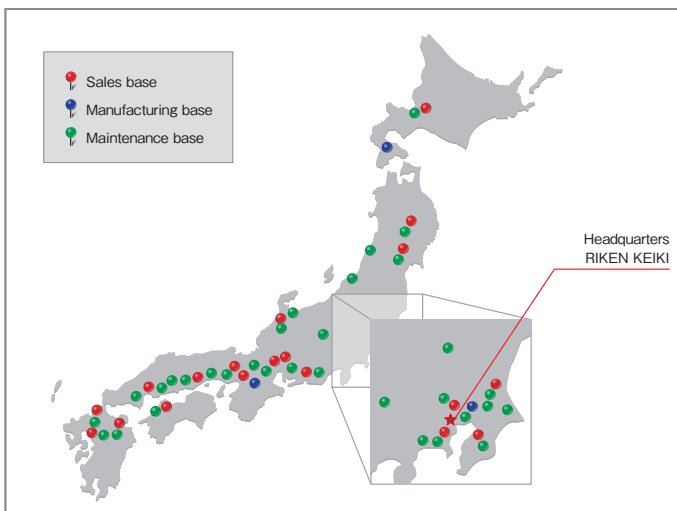 Sales base
Manufacturing base
Maintenance base
Headquarters
RIKEN KEIKI